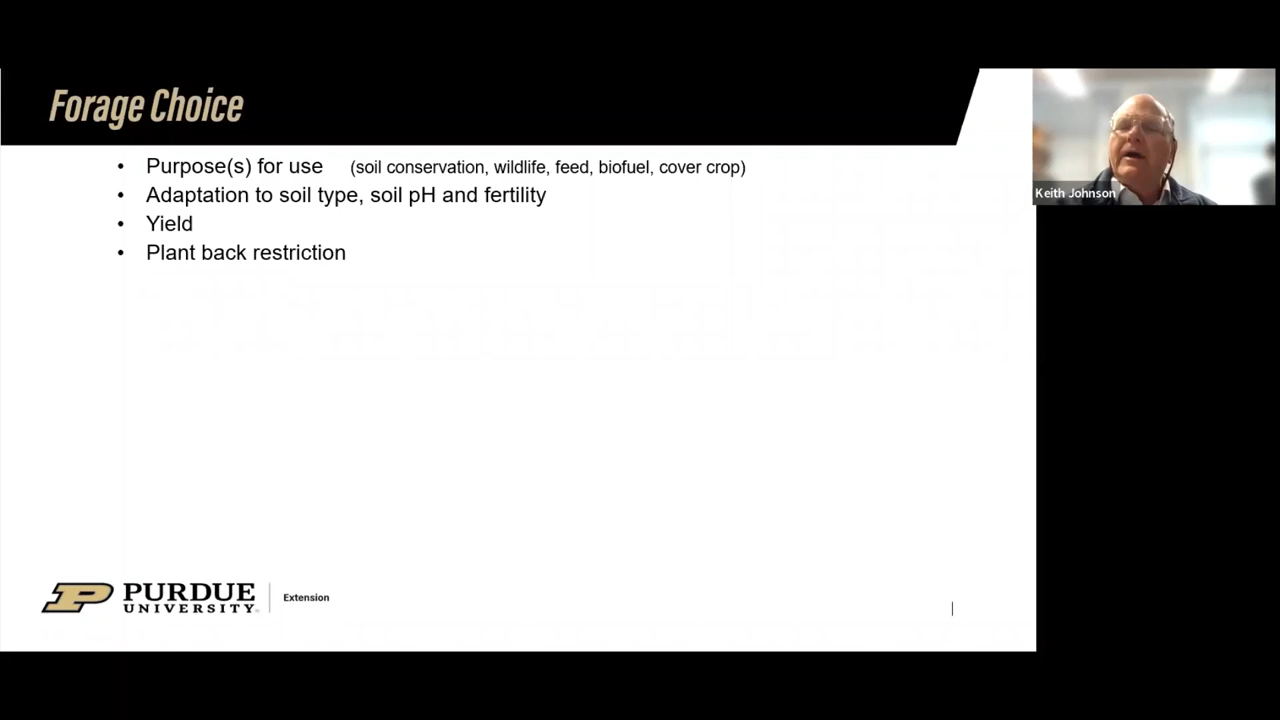 Forage Choice
• Purpose(s) for use (soil conservation, wildlife, feed, biofuel, cover crop)
• Adaptation to soil type, soil pH and fertility
• Yield
• Plant back restriction
Keith Johnson
P PURDUE UNIVERSITY | Extension